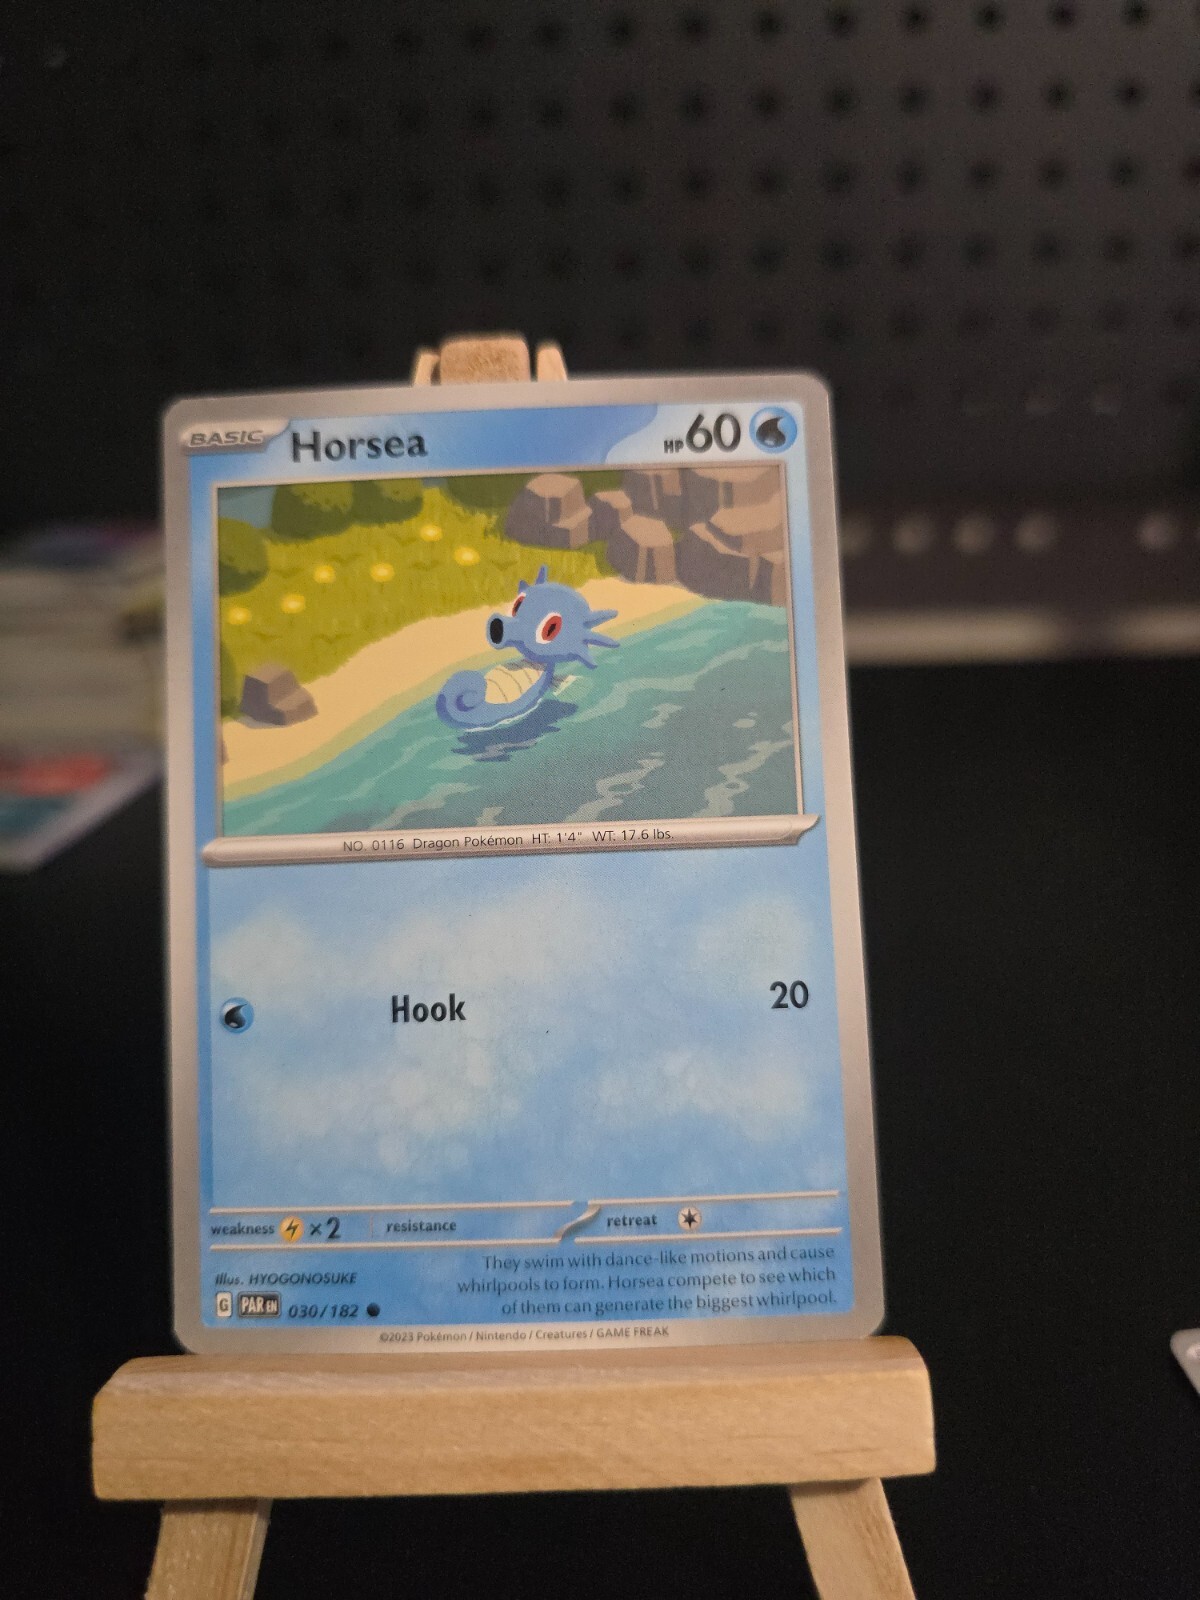 BASIC Horsea HP 60
NO. 0116 Dragon Pokémon HT: 1'4" WT: 17.6 lbs.
Hook 20
weakness ×2 resistance retreat
They swim with dance-like motions and cause
whirlpools to form. Horsea compete to see which
of them can generate the biggest whirlpool.
Illus. HYOGONOSUKE
G PAR EN 030/182
©2023 Pokémon / Nintendo / Creatures / GAME FREAK